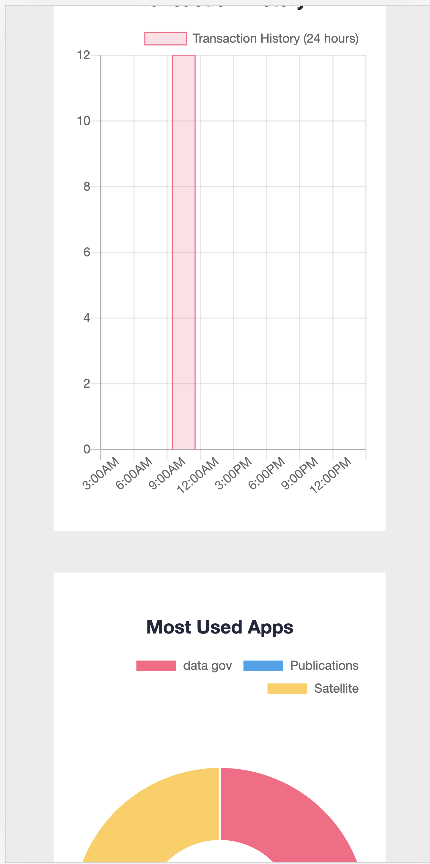 Transaction History (24 hours)
12
10
8
6
4
2
0
3:00AM 6:00AM 9:00AM 12:00AM 3:00PM 6:00PM 9:00PM 12:00PM
Most Used Apps
data gov Publications
Satellite